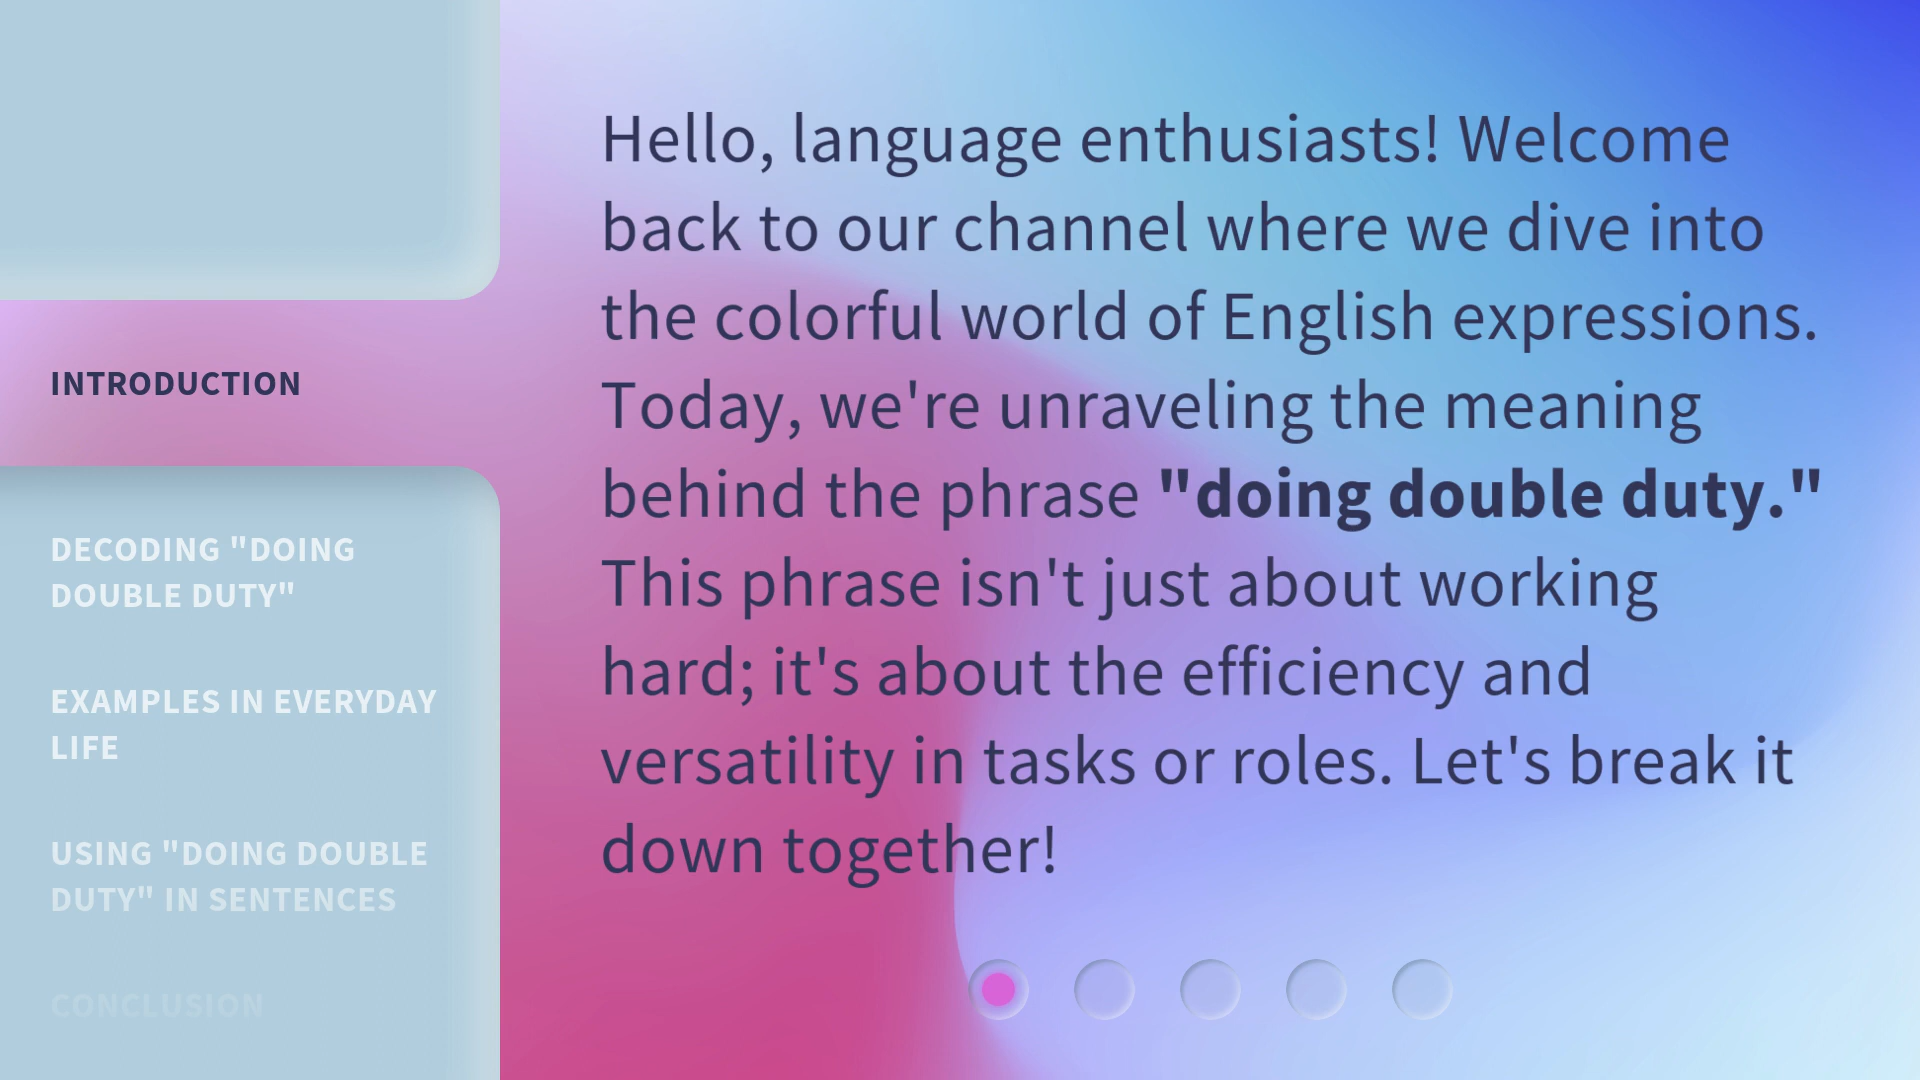 INTRODUCTION
DECODING "DOING
DOUBLE DUTY"
EXAMPLES IN EVERYDAY
LIFE
USING "DOING DOUBLE
DUTY" IN SENTENCES
CONCLUSION
Hello, language enthusiasts! Welcome
back to our channel where we dive into
the colorful world of English expressions.
Today, we're unraveling the meaning
behind the phrase "doing double duty."
This phrase isn't just about working
hard; it's about the efficiency and
versatility in tasks or roles. Let's break it
down together!